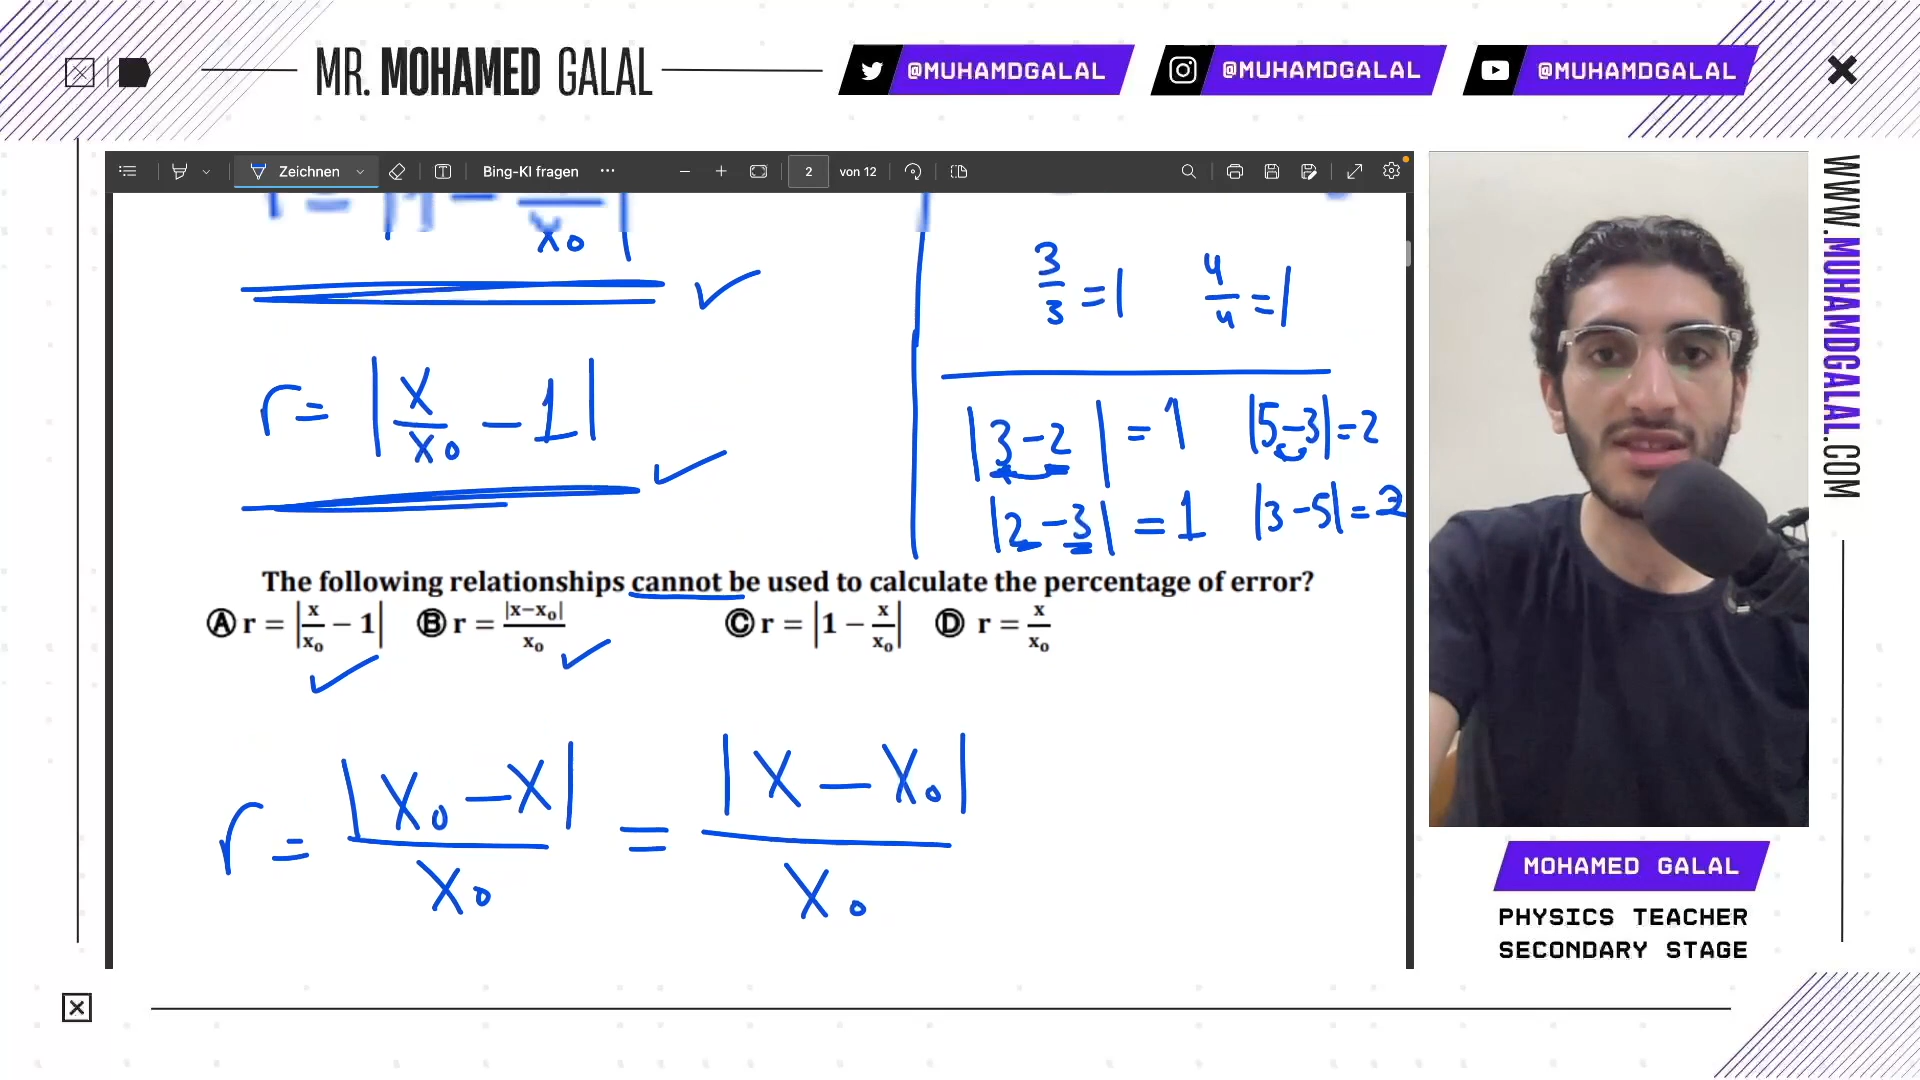 MR. MOHAMED GALAL
@MUHAMDGALAL
@MUHAMDGALAL
@MUHAMDGALAL
Zeichnen
Bing-KI fragen
2 von 12
x₀
3/3 = 1
4/4 = 1
r = |x/x₀ - 1|
|3-2| = 1
|5-3| = 2
|2-3| = 1
|3-5| = 2
The following relationships cannot be used to calculate the percentage of error?
Ⓐ r = |x/x₀ − 1| Ⓑ r = |x−x₀|/x₀ Ⓒ r = |1 − x/x₀| Ⓓ r = x/x₀
r = |x₀ - x|/x₀ = |x - x₀|/x₀
WWW.MUHAMDGALAL.COM
MOHAMED GALAL
PHYSICS TEACHER
SECONDARY STAGE